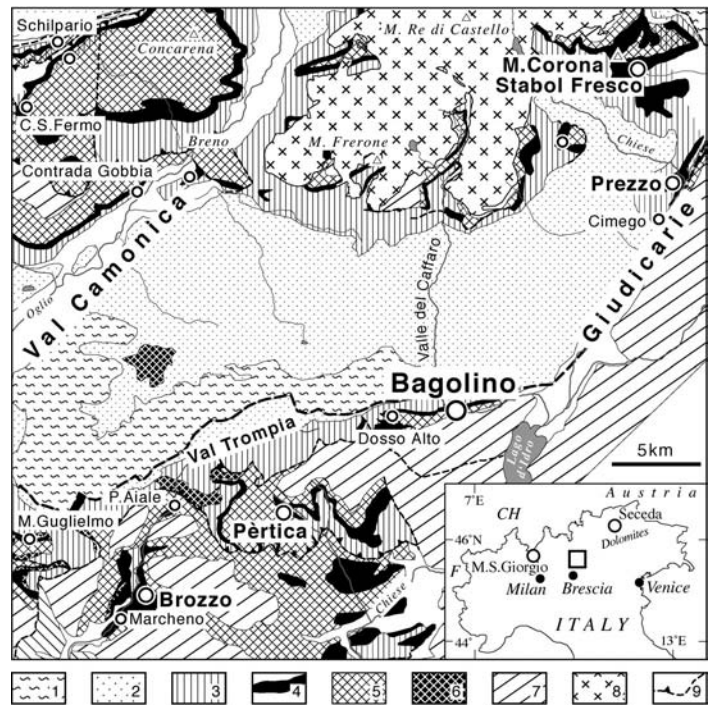 Schilpario
Concarena
M. Re di Castello
M.Corona
Stabol Fresco
C.S.Fermo
Breno
M. Frerone
Chiese
Contrada Gobbia
Prezzo
Cimego
Val Camonica
Oglio
Valle del Caffaro
Giudicarie
Bagolino
Val Trompia
Dosso Alto
Lago
d'Idro
5km
P.Aiale
M.Guglielmo
Pèrtica
Chiese
Brozzo
Marcheno
7°E
Austria
CH
Seceda
46°N
Dolomites
F
M.S.Giorgio
Milan
Brescia
Venice
ITALY
44
13°E
1 2 3 4 5 6 7 8 9